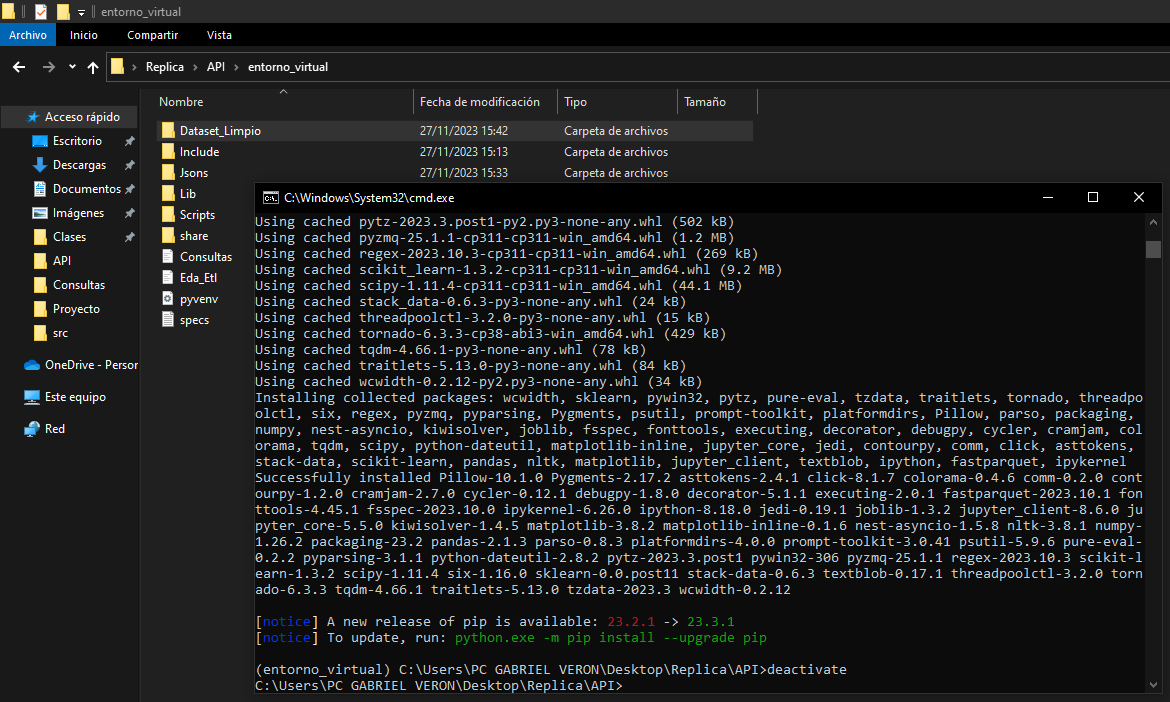 entorno_virtual
Archivo Inicio Compartir Vista
Replica > API > entorno_virtual
Nombre Fecha de modificación Tipo Tamaño
Acceso rápido
Escritorio
Descargas
Documentos
Imágenes
Clases
API
Consultas
Proyecto
src
OneDrive - Person
Este equipo
Red
Dataset_Limpio 27/11/2023 15:42 Carpeta de archivos
Include 27/11/2023 15:13 Carpeta de archivos
Jsons 27/11/2023 15:33 Carpeta de archivos
Lib
Scripts
share
Consultas
Eda_Etl
pyvenv
specs
C:\Windows\System32\cmd.exe
Using cached pytz-2023.3.post1-py2.py3-none-any.whl (502 kB)
Using cached pyzmq-25.1.1-cp311-cp311-win_amd64.whl (1.2 MB)
Using cached regex-2023.10.3-cp311-cp311-win_amd64.whl (269 kB)
Using cached scikit_learn-1.3.2-cp311-cp311-win_amd64.whl (9.2 MB)
Using cached scipy-1.11.4-cp311-cp311-win_amd64.whl (44.1 MB)
Using cached stack_data-0.6.3-py3-none-any.whl (24 kB)
Using cached threadpoolctl-3.2.0-py3-none-any.whl (15 kB)
Using cached tornado-6.3.3-cp38-abi3-win_amd64.whl (429 kB)
Using cached tqdm-4.66.1-py3-none-any.whl (78 kB)
Using cached traitlets-5.13.0-py3-none-any.whl (84 kB)
Using cached wcwidth-0.2.12-py2.py3-none-any.whl (34 kB)
Installing collected packages: wcwidth, sklearn, pywin32, pytz, pure-eval, tzdata, traitlets, tornado, threadpo
olctl, six, regex, pyzmq, pyparsing, Pygments, psutil, prompt-toolkit, platformdirs, Pillow, parso, packaging,
numpy, nest-asyncio, kiwisolver, joblib, fsspec, fonttools, executing, decorator, debugpy, cycler, cramjam, col
orama, tqdm, scipy, python-dateutil, matplotlib-inline, jupyter_core, jedi, contourpy, comm, click, asttokens,
stack-data, scikit-learn, pandas, nltk, matplotlib, jupyter_client, textblob, ipython, fastparquet, ipykernel
Successfully installed Pillow-10.1.0 Pygments-2.17.2 asttokens-2.4.1 click-8.1.7 colorama-0.4.6 comm-0.2.0 cont
ourpy-1.2.0 cramjam-2.7.0 cycler-0.12.1 debugpy-1.8.0 decorator-5.1.1 executing-2.0.1 fastparquet-2023.10.1 fon
ttools-4.45.1 fsspec-2023.10.0 ipykernel-6.26.0 ipython-8.18.0 jedi-0.19.1 joblib-1.3.2 jupyter_client-8.6.0 ju
pyter_core-5.5.0 kiwisolver-1.4.5 matplotlib-3.8.2 matplotlib-inline-0.1.6 nest-asyncio-1.5.8 nltk-3.8.1 numpy-
1.26.2 packaging-23.2 pandas-2.1.3 parso-0.8.3 platformdirs-4.0.0 prompt-toolkit-3.0.41 psutil-5.9.6 pure-eval-
0.2.2 pyparsing-3.1.1 python-dateutil-2.8.2 pytz-2023.3.post1 pywin32-306 pyzmq-25.1.1 regex-2023.10.3 scikit-l
earn-1.3.2 scipy-1.11.4 six-1.16.0 sklearn-0.0.post11 stack-data-0.6.3 textblob-0.17.1 threadpoolctl-3.2.0 torn
ado-6.3.3 tqdm-4.66.1 traitlets-5.13.0 tzdata-2023.3 wcwidth-0.2.12
[notice] A new release of pip is available: 23.2.1 -> 23.3.1
[notice] To update, run: python.exe -m pip install --upgrade pip
(entorno_virtual) C:\Users\PC GABRIEL VERON\Desktop\Replica\API>deactivate
C:\Users\PC GABRIEL VERON\Desktop\Replica\API>